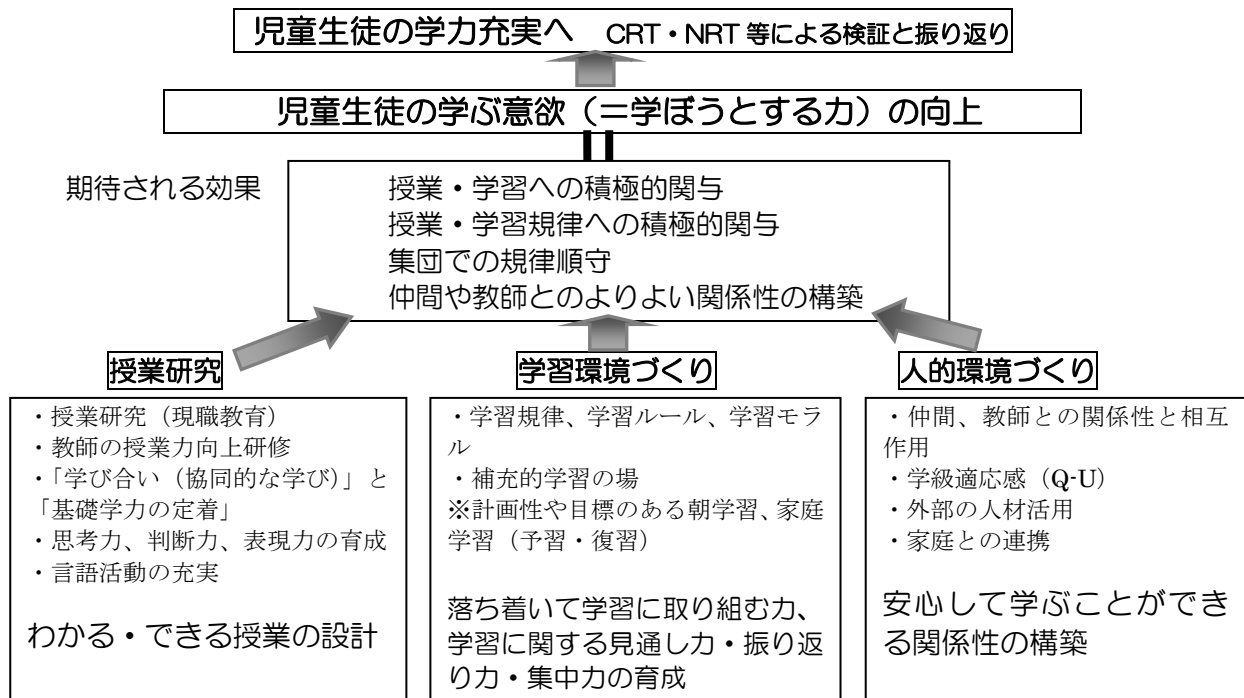 児童生徒の学力充実へ CRT・NRT 等による検証と振り返り
児童生徒の学ぶ意欲（＝学ぼうとする力）の向上
期待される効果
授業・学習への積極的関与
授業・学習規律への積極的関与
集団での規律順守
仲間や教師とのよりよい関係性の構築
授業研究
・授業研究（現職教育）
・教師の授業力向上研修
・「学び合い（協同的な学び）」と
「基礎学力の定着」
・思考力、判断力、表現力の育成
・言語活動の充実
わかる・できる授業の設計
学習環境づくり
・学習規律、学習ルール、学習モラ
ル
・補充的学習の場
※計画性や目標のある朝学習、家庭
学習（予習・復習）
落ち着いて学習に取り組む力、
学習に関する見通し力・振り返
り力・集中力の育成
人的環境づくり
・仲間、教師との関係性と相互
作用
・学級適応感（Q-U）
・外部の人材活用
・家庭との連携
安心して学ぶことができ
る関係性の構築